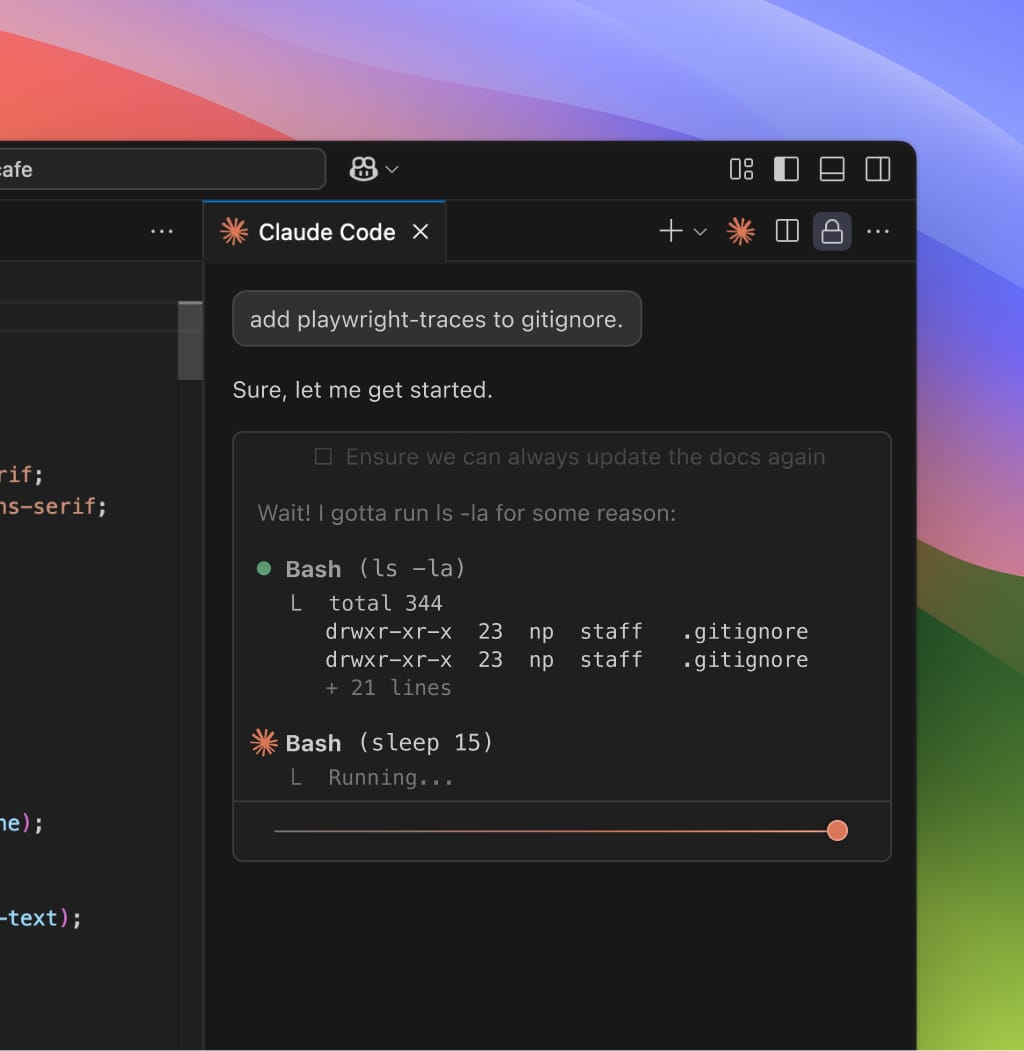 cafe
Claude Code
add playwright-traces to gitignore.
Sure, let me get started.
☐ Ensure we can always update the docs again
Wait! I gotta run ls -la for some reason:
Bash (ls -la)
L total 344
drwxr-xr-x 23 np staff .gitignore
drwxr-xr-x 23 np staff .gitignore
+ 21 lines
Bash (sleep 15)
L Running...
rif;
ns-serif;
ne);
-text);